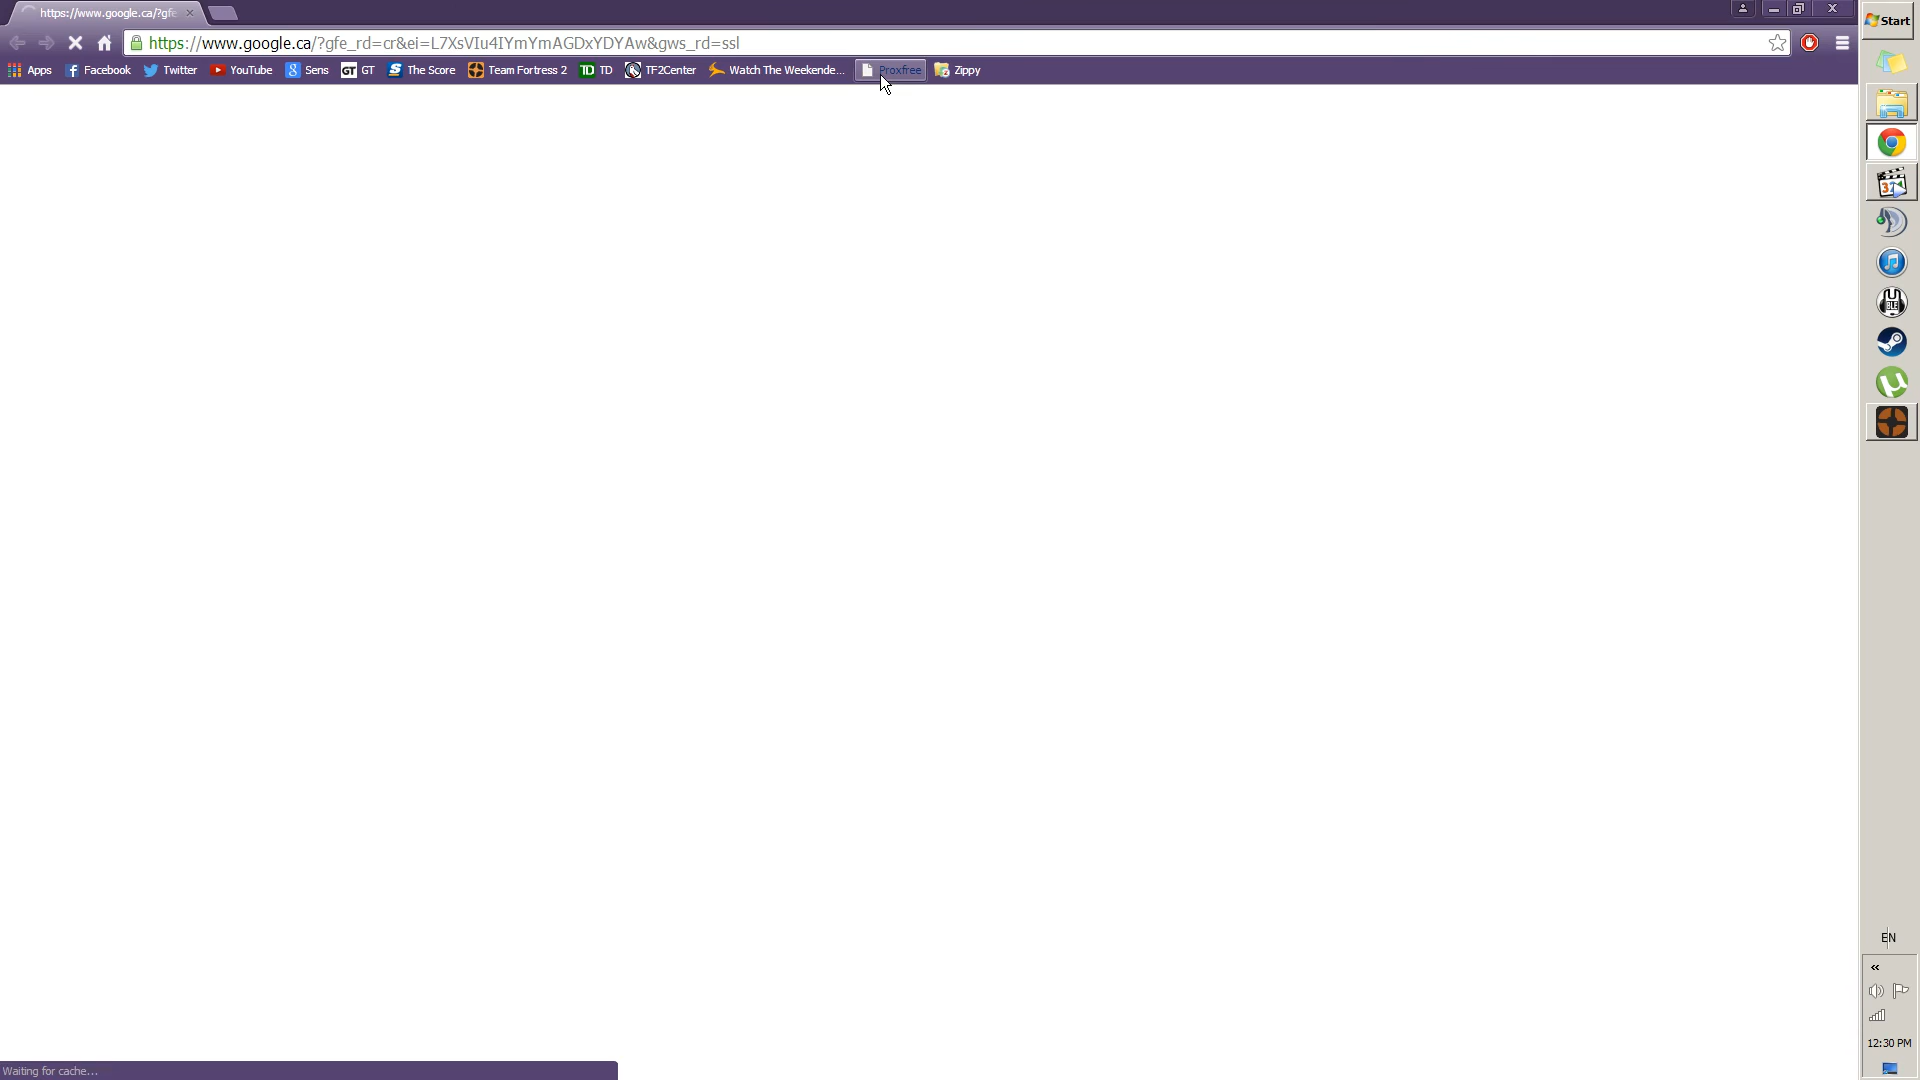 https://www.google.ca/?gfe
https://www.google.ca/?gfe_rd=cr&ei=L7XsVIu4IYmYmAGDxYDYAw&gws_rd=ssl
Apps Facebook Twitter YouTube Sens GT GT The Score Team Fortress 2 TD TD TF2Center Watch The Weekende... Proxfree Zippy
Start
EN
12:30 PM
Waiting for cache...